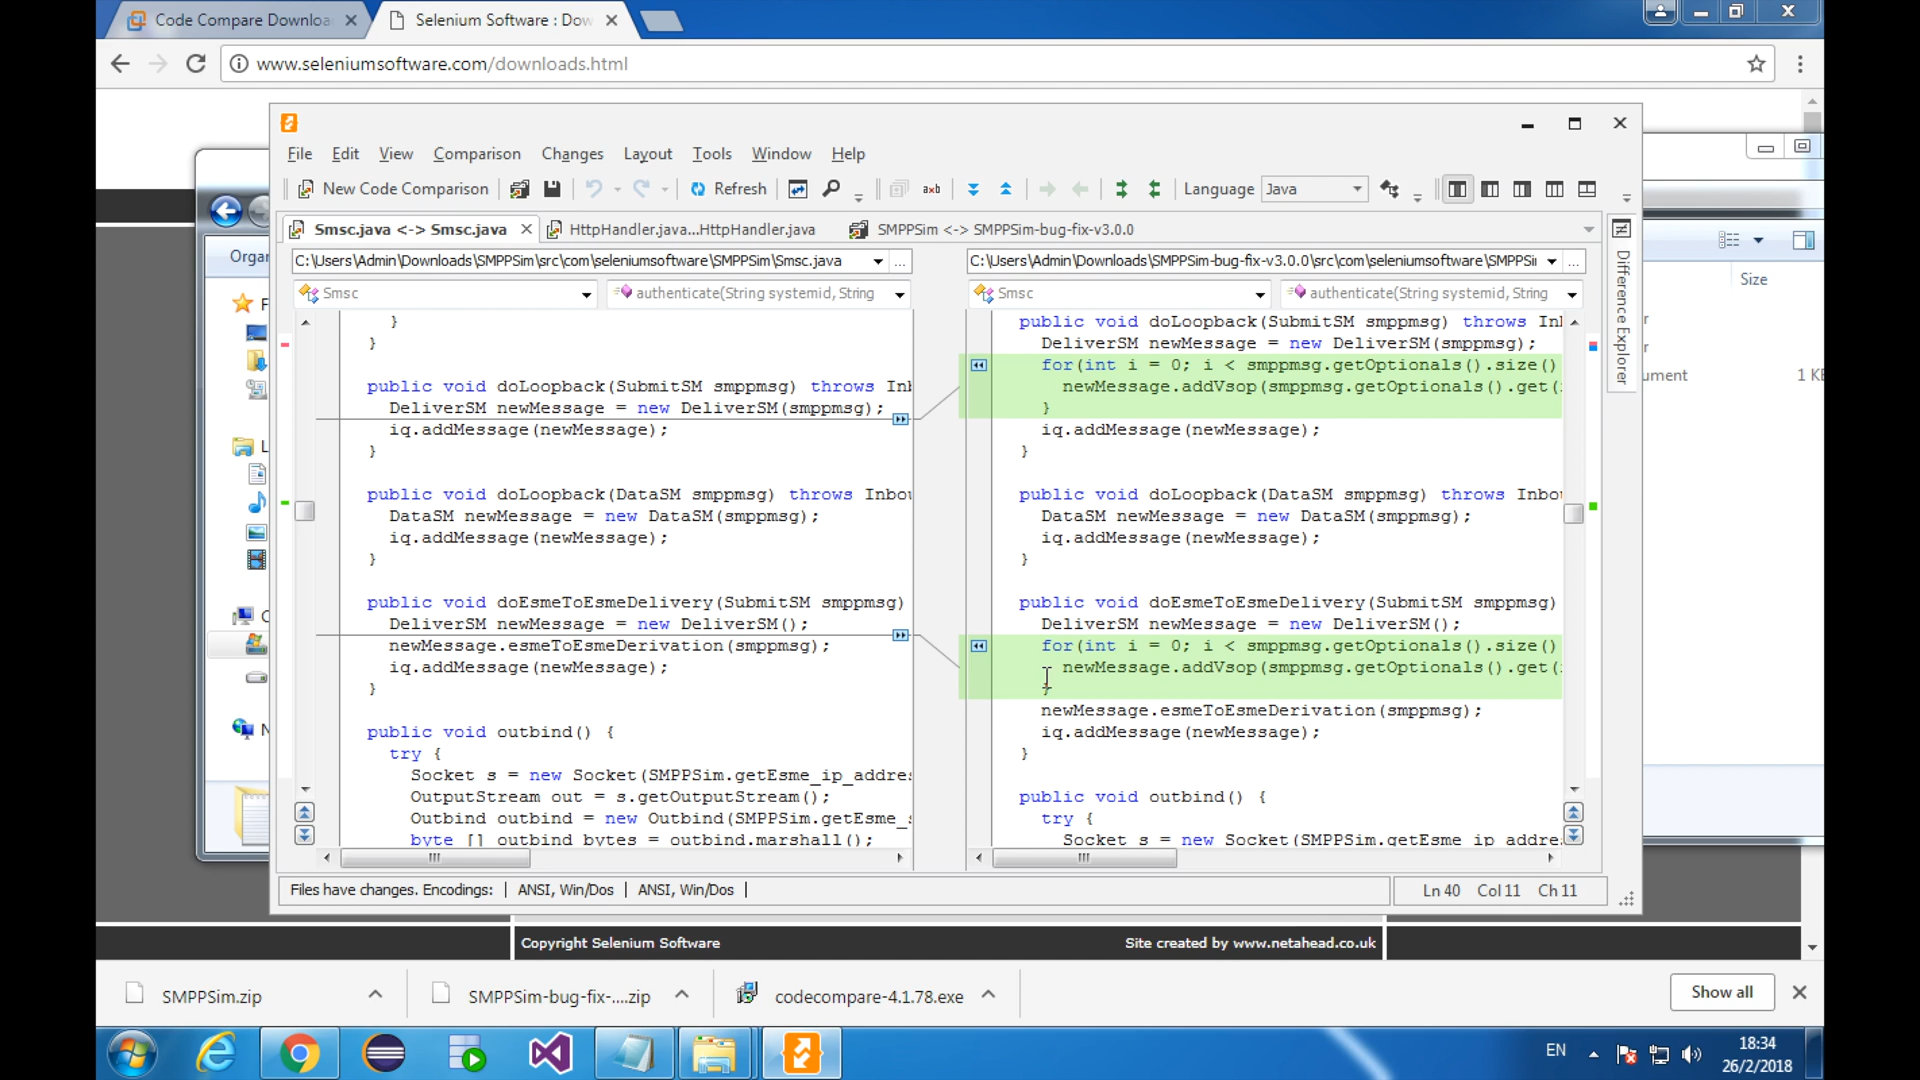 Code Compare Downloa
Selenium Software : Dow
www.seleniumsoftware.com/downloads.html
File Edit View Comparison Changes Layout Tools Window Help
New Code Comparison Refresh Language Java
Smsc.java <-> Smsc.java HttpHandler.java...HttpHandler.java SMPPSim <-> SMPPSim-bug-fix-v3.0.0
C:\Users\Admin\Downloads\SMPPSim\src\com\seleniumsoftware\SMPPSim\Smsc.java ...
C:\Users\Admin\Downloads\SMPPSim-bug-fix-v3.0.0\src\com\seleniumsoftware\SMPPSi ...
Smsc authenticate(String systemid, String
Smsc authenticate(String systemid, String
}
}
public void doLoopback(SubmitSM smppmsg) throws Inb
DeliverSM newMessage = new DeliverSM(smppmsg);
iq.addMessage(newMessage);
}
public void doLoopback(DataSM smppmsg) throws Inbou
DataSM newMessage = new DataSM(smppmsg);
iq.addMessage(newMessage);
}
public void doEsmeToEsmeDelivery(SubmitSM smppmsg)
DeliverSM newMessage = new DeliverSM();
newMessage.esmeToEsmeDerivation(smppmsg);
iq.addMessage(newMessage);
}
public void outbind() {
try {
Socket s = new Socket(SMPPSim.getEsme_ip_addres
OutputStream out = s.getOutputStream();
Outbind outbind = new Outbind(SMPPSim.getEsme_s
byte [] outbind bytes = outbind.marshall();
public void doLoopback(SubmitSM smppmsg) throws Inb
DeliverSM newMessage = new DeliverSM(smppmsg);
for(int i = 0; i < smppmsg.getOptionals().size()
newMessage.addVsop(smppmsg.getOptionals().get(i
}
iq.addMessage(newMessage);
}
public void doLoopback(DataSM smppmsg) throws Inbou
DataSM newMessage = new DataSM(smppmsg);
iq.addMessage(newMessage);
}
public void doEsmeToEsmeDelivery(SubmitSM smppmsg)
DeliverSM newMessage = new DeliverSM();
for(int i = 0; i < smppmsg.getOptionals().size()
newMessage.addVsop(smppmsg.getOptionals().get(i
}
newMessage.esmeToEsmeDerivation(smppmsg);
iq.addMessage(newMessage);
}
public void outbind() {
try {
Socket s = new Socket(SMPPSim.getEsme ip addres
Difference Explorer
Organ
Size
ument 1 KB
Files have changes. Encodings: | ANSI, Win/Dos | ANSI, Win/Dos |
Ln 40 Col 11 Ch 11
Copyright Selenium Software
Site created by www.netahead.co.uk
SMPPSim.zip
SMPPSim-bug-fix-....zip
codecompare-4.1.78.exe
Show all
EN
18:34
26/2/2018